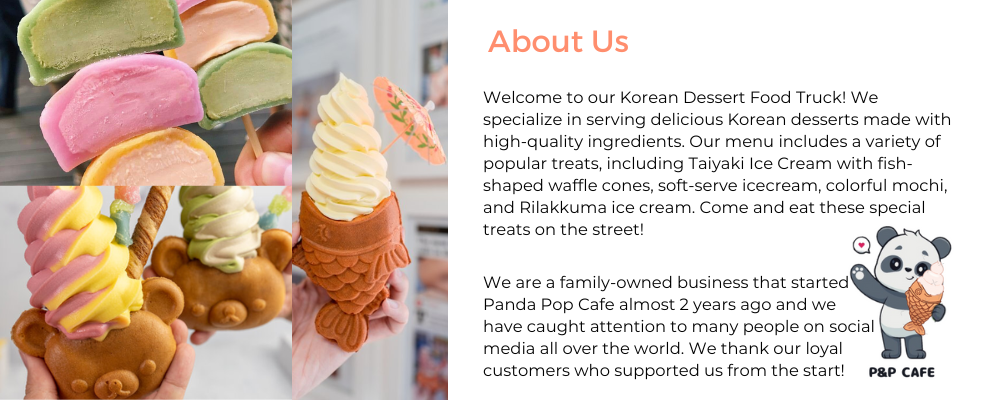 About Us
Welcome to our Korean Dessert Food Truck! We
specialize in serving delicious Korean desserts made with
high-quality ingredients. Our menu includes a variety of
popular treats, including Taiyaki Ice Cream with fish-
shaped waffle cones, soft-serve icecream, colorful mochi,
and Rilakkuma ice cream. Come and eat these special
treats on the street!
We are a family-owned business that started
Panda Pop Cafe almost 2 years ago and we
have caught attention to many people on social
media all over the world. We thank our loyal
customers who supported us from the start!
P&P CAFE